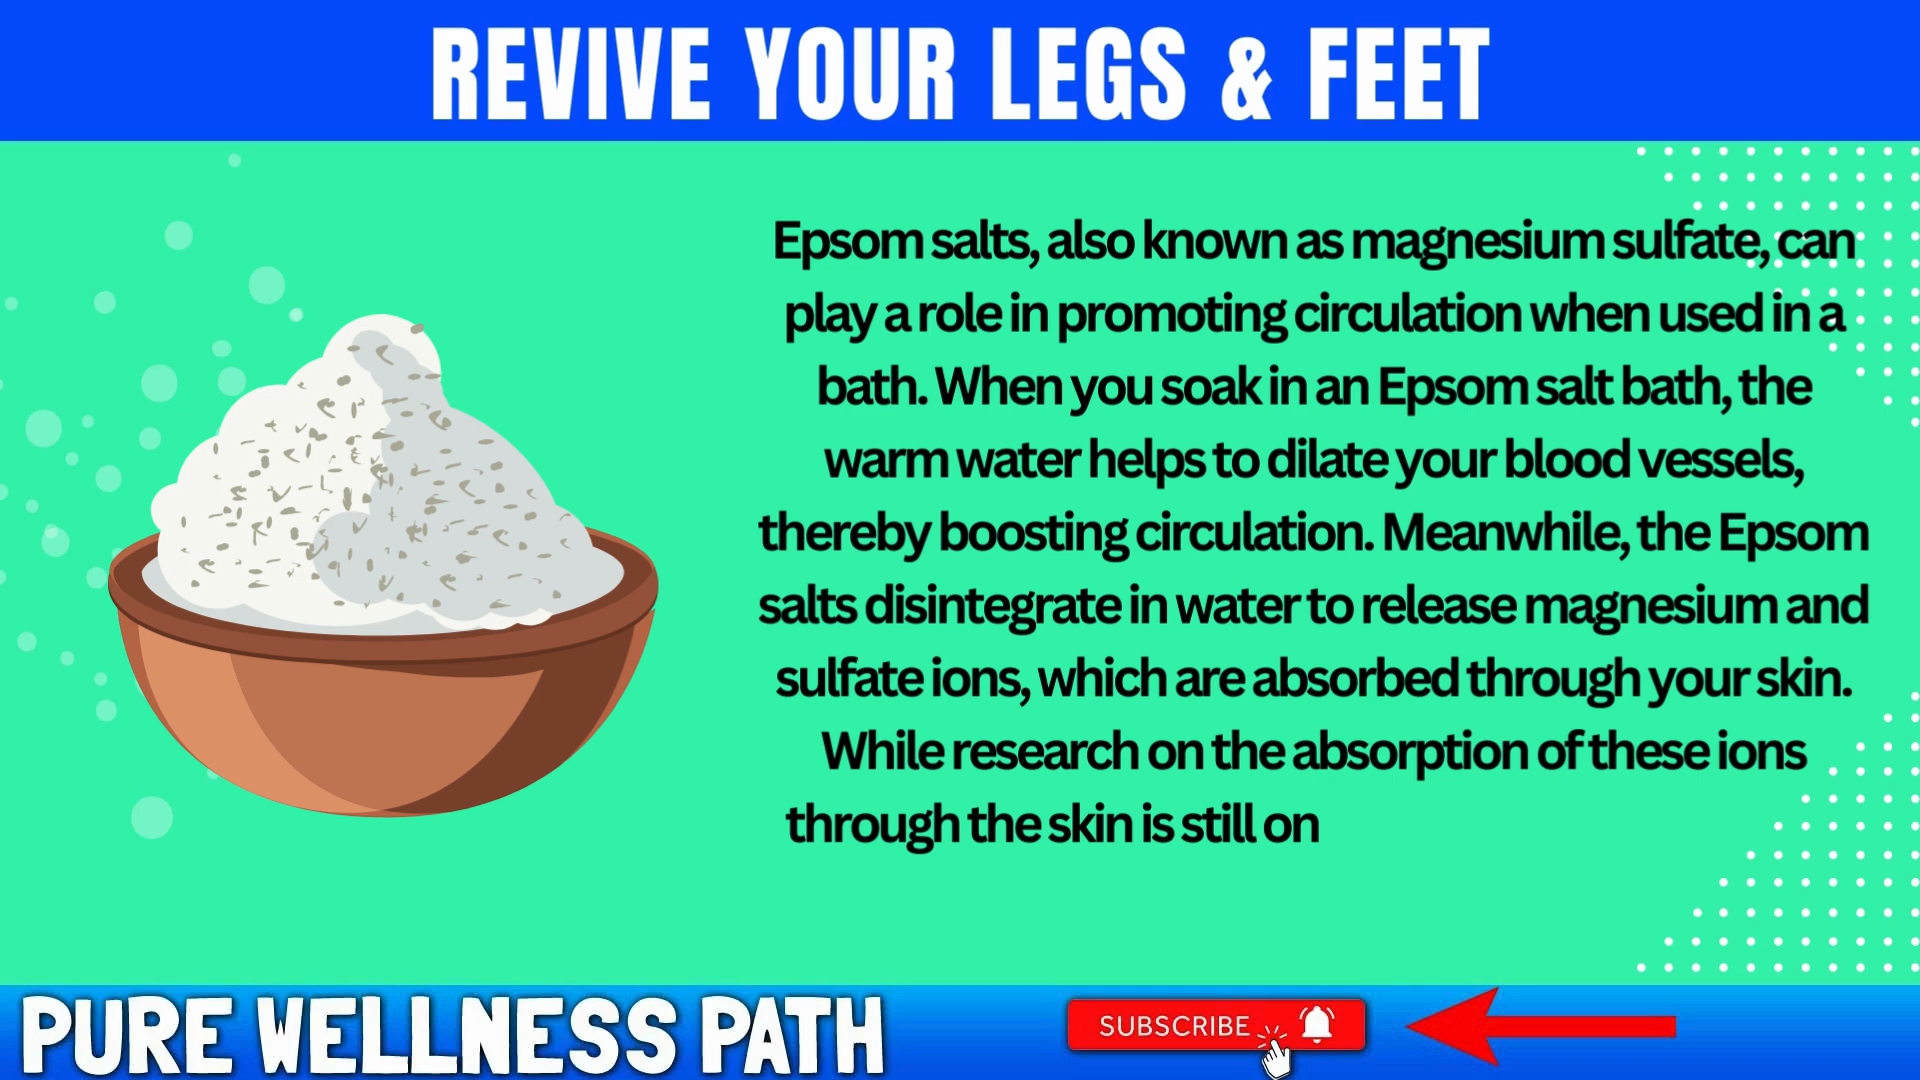 REVIVE YOUR LEGS & FEET
Epsom salts, also known as magnesium sulfate, can
play a role in promoting circulation when used in a
bath. When you soak in an Epsom salt bath, the
warm water helps to dilate your blood vessels,
thereby boosting circulation. Meanwhile, the Epsom
salts disintegrate in water to release magnesium and
sulfate ions, which are absorbed through your skin.
While research on the absorption of these ions
through the skin is still on
PURE WELLNESS PATH
SUBSCRIBE